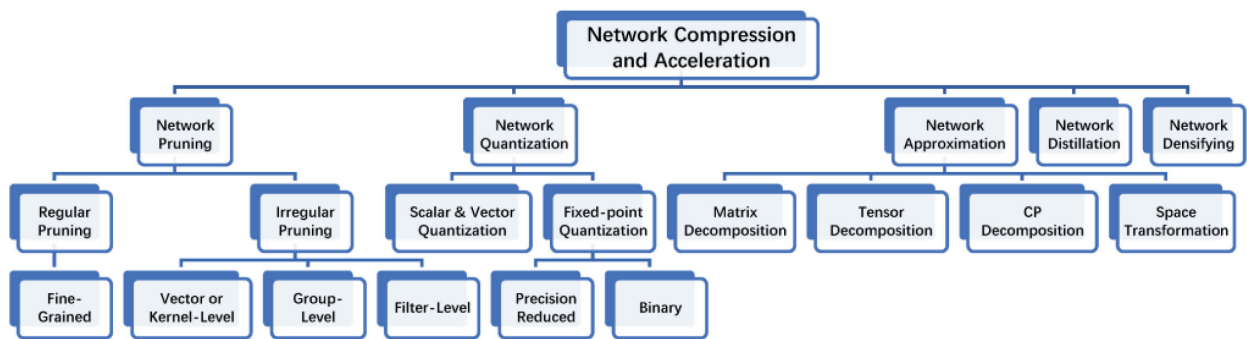 Network Compression
and Acceleration
Network
Pruning
Network
Quantization
Network
Approximation
Network
Distillation
Network
Densifying
Regular
Pruning
Irregular
Pruning
Scalar & Vector
Quantization
Fixed-point
Quantization
Matrix
Decomposition
Tensor
Decomposition
CP
Decomposition
Space
Transformation
Fine-
Grained
Vector or
Kernel-Level
Group-
Level
Filter-Level
Precision
Reduced
Binary